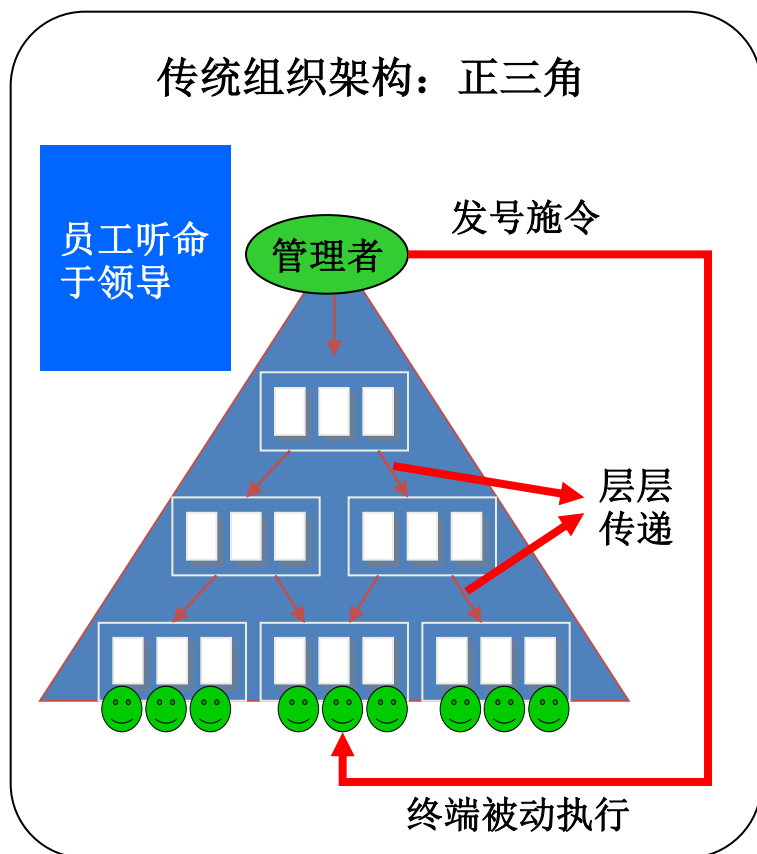 传统组织架构：正三角
员工听命
于领导
发号施令
管理者
层层
传递
终端被动执行